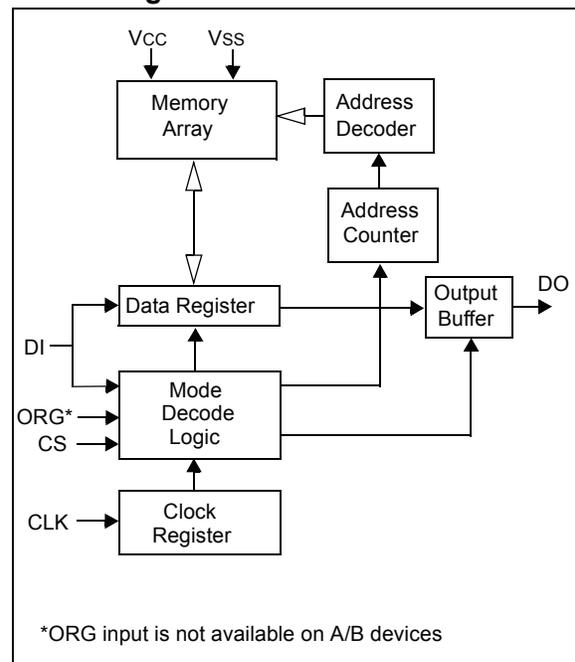 VCC
VSS
Memory
Array
Address
Decoder
Address
Counter
Data Register
Output
Buffer
DO
DI
Mode
Decode
Logic
ORG*
CS
CLK
Clock
Register
*ORG input is not available on A/B devices